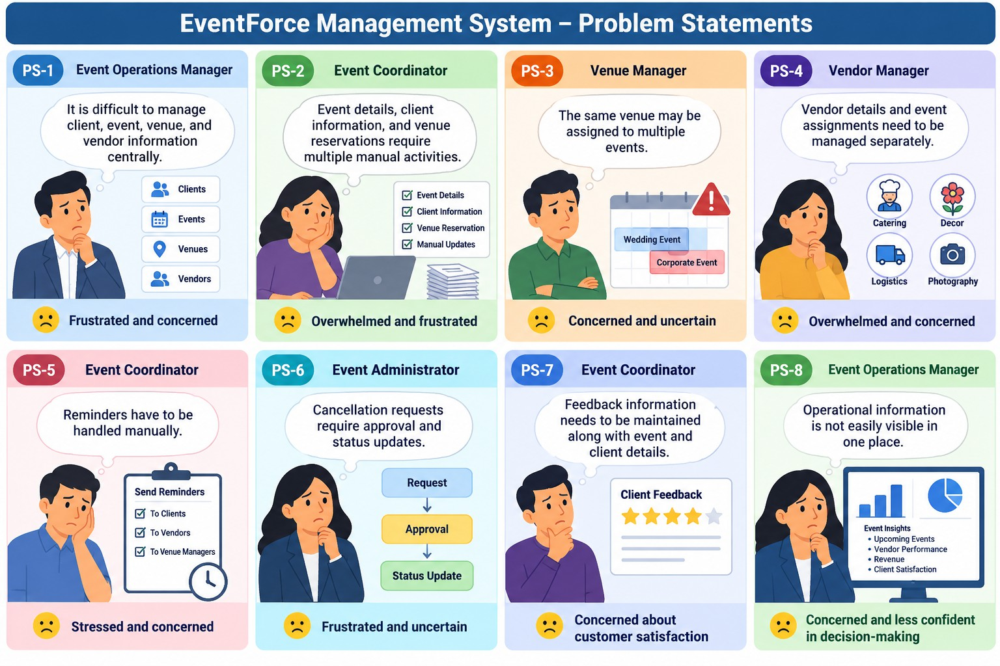 EventForce Management System – Problem Statements
PS-1
Event Operations Manager
It is difficult to manage
client, event, venue, and
vendor information
centrally.
Clients
Events
Venues
Vendors
Frustrated and concerned
PS-2
Event Coordinator
Event details, client
information, and venue
reservations require
multiple manual activities.
Event Details
Client Information
Venue Reservation
Manual Updates
Overwhelmed and frustrated
PS-3
Venue Manager
The same venue may be
assigned to multiple
events.
Wedding Event
Corporate Event
Concerned and uncertain
PS-4
Vendor Manager
Vendor details and event
assignments need to be
managed separately.
Catering
Decor
Logistics
Photography
Overwhelmed and concerned
PS-5
Event Coordinator
Reminders have to be
handled manually.
Send Reminders
To Clients
To Vendors
To Venue Managers
Stressed and concerned
PS-6
Event Administrator
Cancellation requests
require approval and
status updates.
Request
Approval
Status Update
Frustrated and uncertain
PS-7
Event Coordinator
Feedback information
needs to be maintained
along with event and
client details.
Client Feedback
Concerned about
customer satisfaction
PS-8
Event Operations Manager
Operational information
is not easily visible in
one place.
Event Insights
• Upcoming Events
• Vendor Performance
• Revenue
• Client Satisfaction
Concerned and less confident
in decision-making